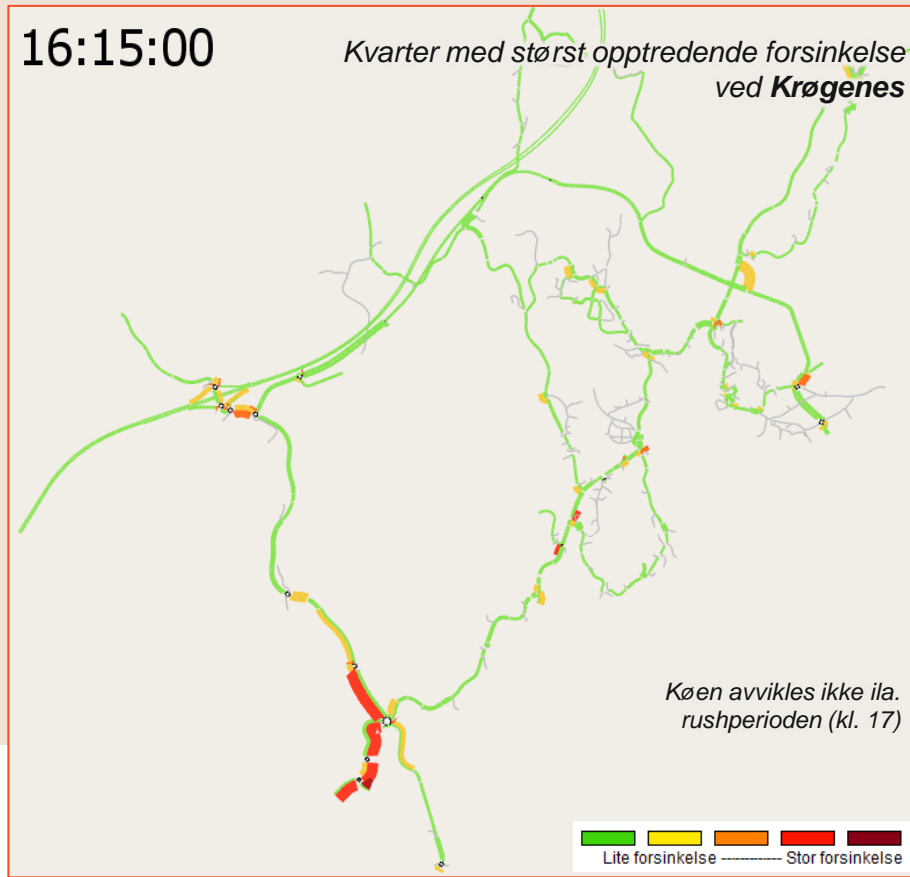 16:15:00
Kvarter med størst opptredende forsinkelse
ved Krøgenes
Køen avvikles ikke ila.
rushperioden (kl. 17)
Lite forsinkelse ---------- Stor forsinkelse